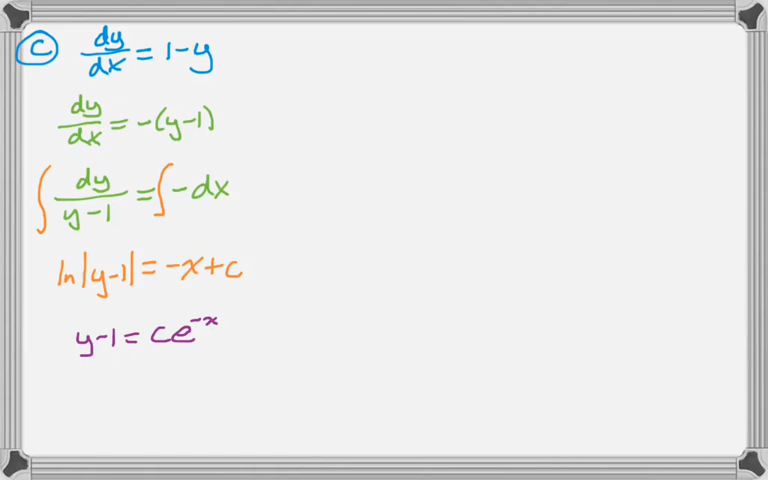 Ⓒ dy/dx = 1-y
dy/dx = -(y-1)
∫ dy/(y-1) = ∫ -dx
ln|y-1| = -x+c
y-1 = ce^{-x}